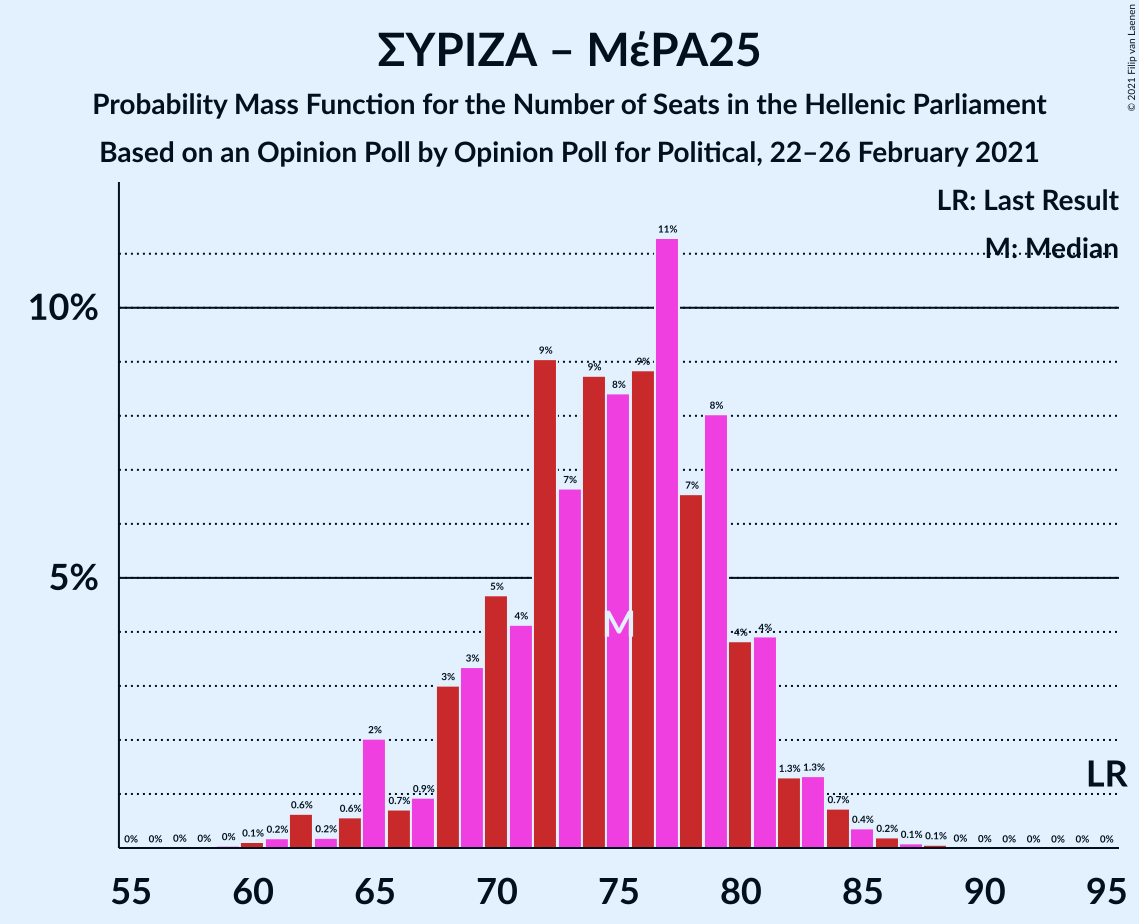 ΣΥΡΙΖΑ – ΜέΡΑ25
Probability Mass Function for the Number of Seats in the Hellenic Parliament
Based on an Opinion Poll by Opinion Poll for Political, 22–26 February 2021
© 2021 Filip van Laenen
LR: Last Result
M: Median
10%
5%
0% 0% 0% 0% 0% 0.1% 0.2% 0.6% 0.2% 0.6% 2% 0.7% 0.9% 3% 3% 5% 4% 9% 7% 9% 8% 9% 11% 7% 8% 4% 4% 1.3% 1.3% 0.7% 0.4% 0.2% 0.1% 0.1% 0% 0% 0% 0% 0% 0% 0%
M
LR
55 60 65 70 75 80 85 90 95